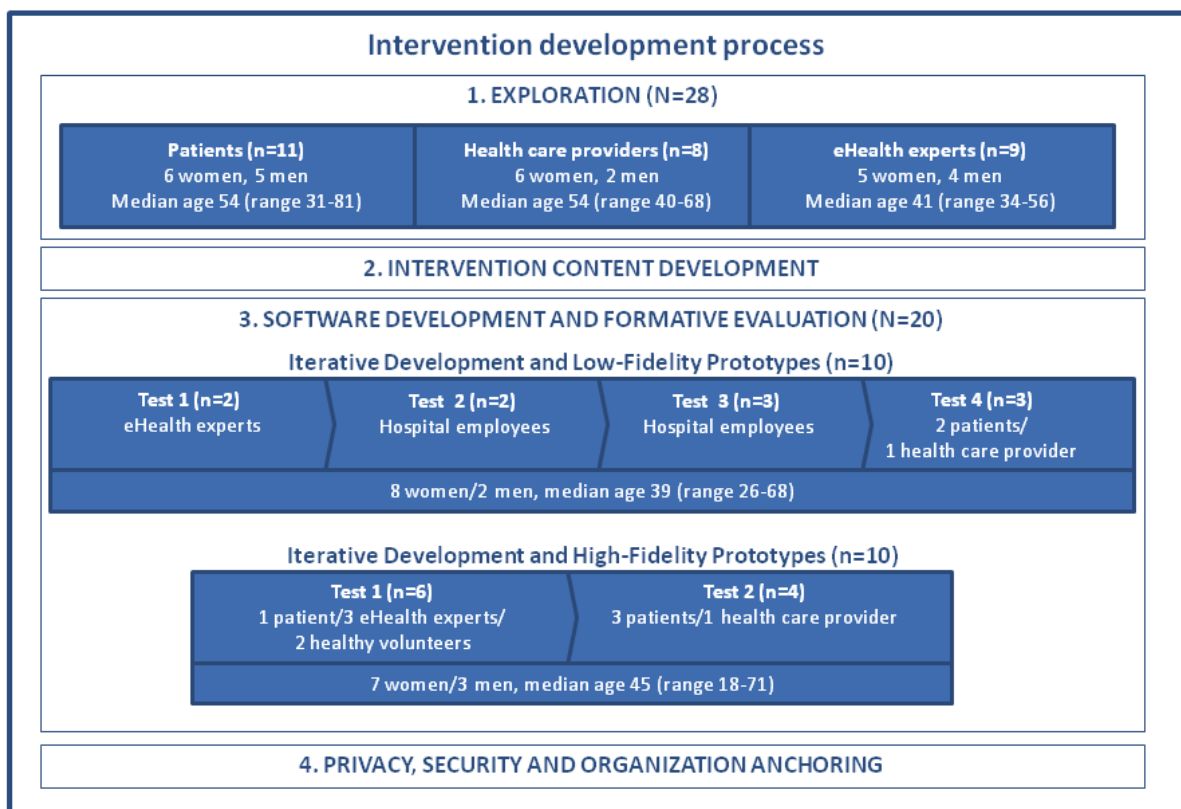 Intervention development process
1. EXPLORATION (N=28)
Patients (n=11)
6 women, 5 men
Median age 54 (range 31-81)
Health care providers (n=8)
6 women, 2 men
Median age 54 (range 40-68)
eHealth experts (n=9)
5 women, 4 men
Median age 41 (range 34-56)
2. INTERVENTION CONTENT DEVELOPMENT
3. SOFTWARE DEVELOPMENT AND FORMATIVE EVALUATION (N=20)
Iterative Development and Low-Fidelity Prototypes (n=10)
Test 1 (n=2)
eHealth experts
Test 2 (n=2)
Hospital employees
Test 3 (n=3)
Hospital employees
Test 4 (n=3)
2 patients/
1 health care provider
8 women/2 men, median age 39 (range 26-68)
Iterative Development and High-Fidelity Prototypes (n=10)
Test 1 (n=6)
1 patient/3 eHealth experts/
2 healthy volunteers
Test 2 (n=4)
3 patients/1 health care provider
7 women/3 men, median age 45 (range 18-71)
4. PRIVACY, SECURITY AND ORGANIZATION ANCHORING